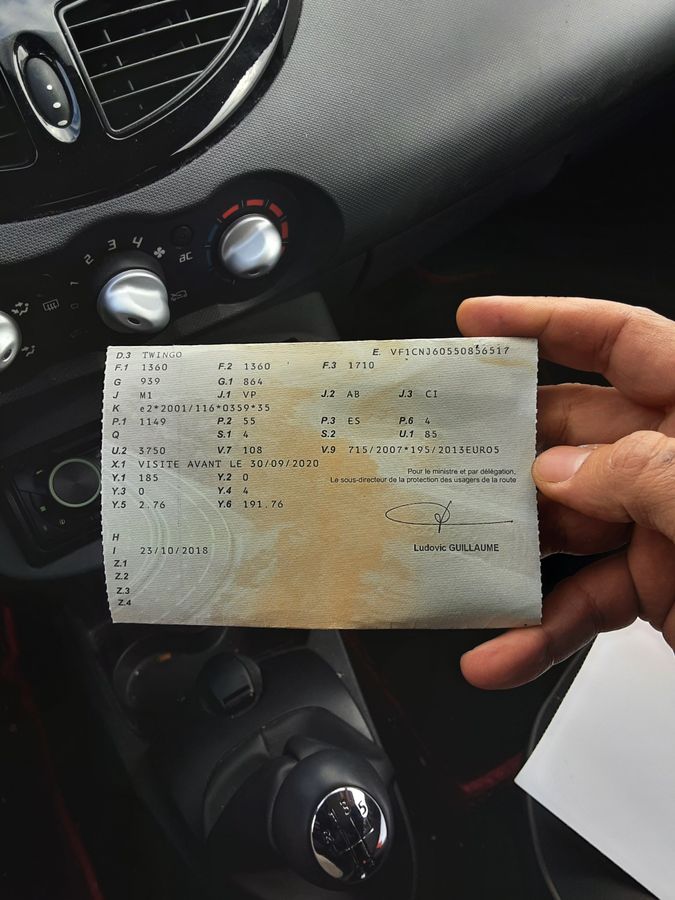 2 3 4 ac
D.3 TWINGO E. VF1CNJ60550856517
F.1 1360 F.2 1360 F.3 1710
G 939 G.1 864
J M1 J.1 VP J.2 AB J.3 CI
K e2*2001/116*0359*35
P.1 1149 P.2 55 P.3 ES P.6 4
Q S.1 4 S.2 U.1 85
U.2 3750 V.7 108 V.9 715/2007*195/2013EURO5
X.1 VISITE AVANT LE 30/09/2020
Pour le ministre et par délégation,
Y.1 185 Y.2 0
Le sous-directeur de la protection des usagers de la route
Y.3 0 Y.4 4
Y.5 2.76 Y.6 191.76
H
I 23/10/2018 Ludovic GUILLAUME
Z.1
Z.2
Z.3
Z.4
1 3 5